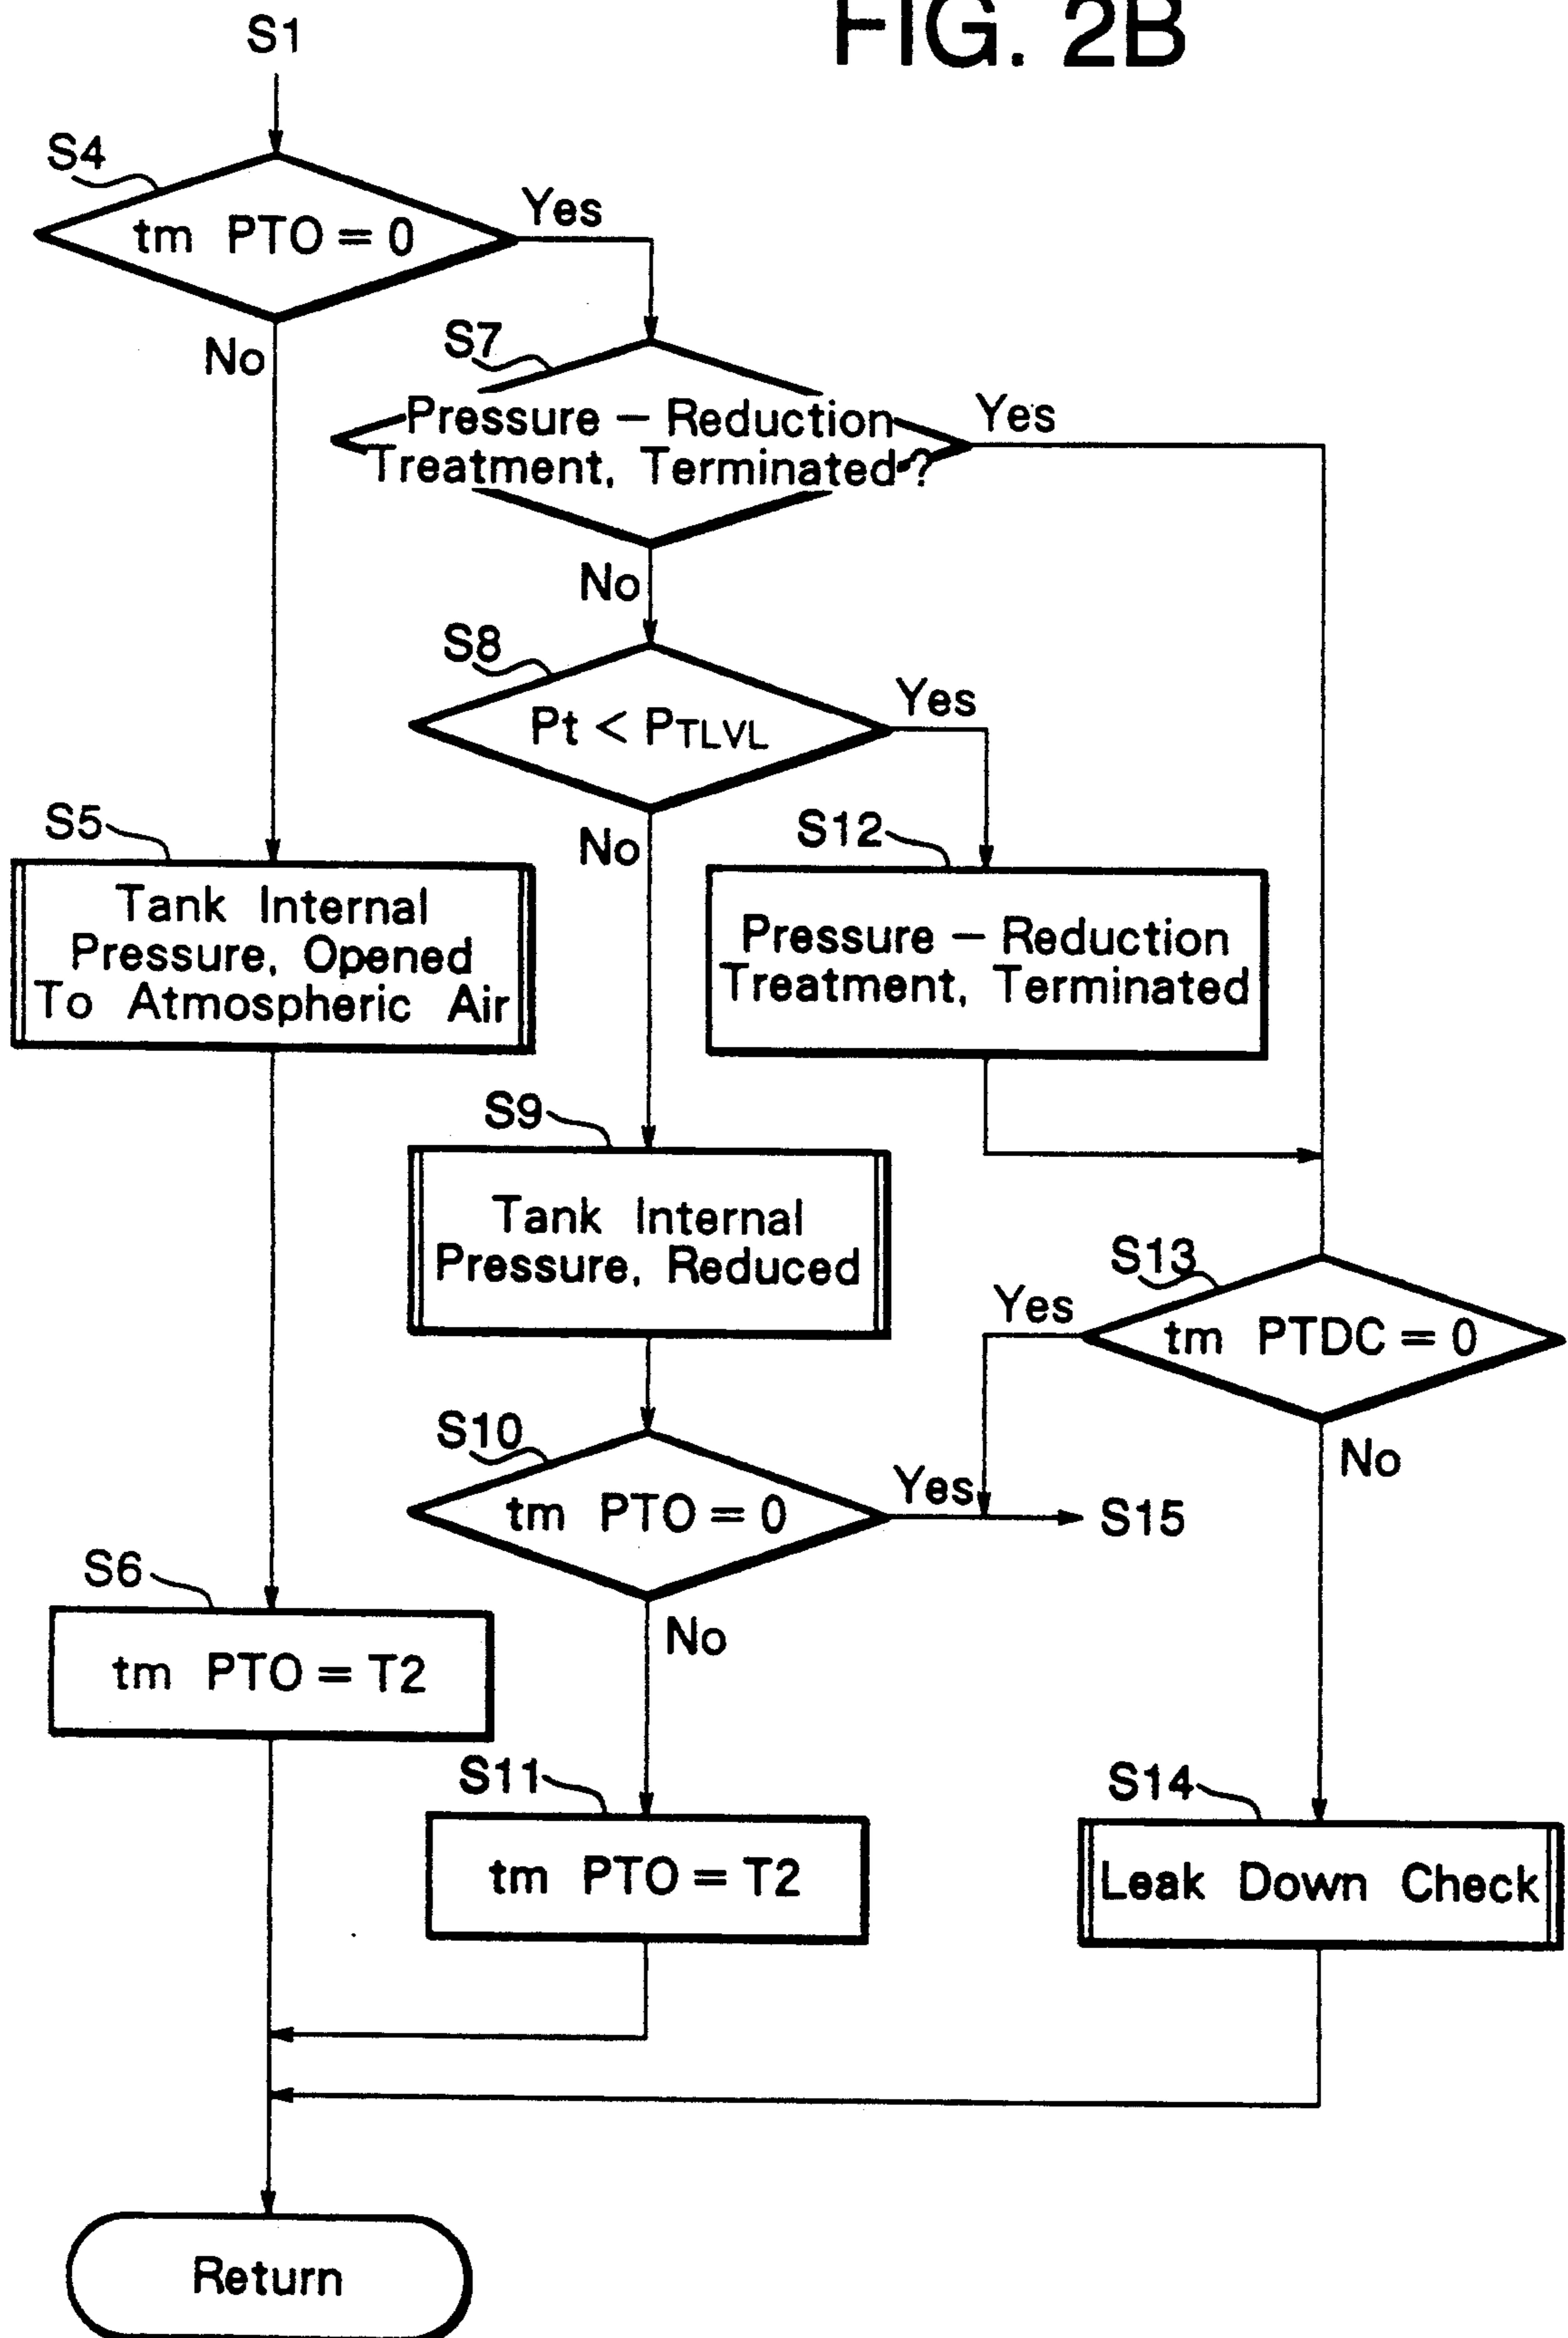 FIG. 2B
S1
S4
tm PTO = 0
Yes
No
S7
Pressure – Reduction
Treatment, Terminated ?
Yes
No
S8
Pt < PTLVL
Yes
No
S5
Tank Internal
Pressure, Opened
To Atmospheric Air
S12
Pressure – Reduction
Treatment, Terminated
S9
Tank Internal
Pressure, Reduced
S13
tm PTDC = 0
Yes
No
S10
tm PTO = 0
Yes
S15
No
S6
tm PTO = T2
S11
tm PTO = T2
S14
Leak Down Check
Return